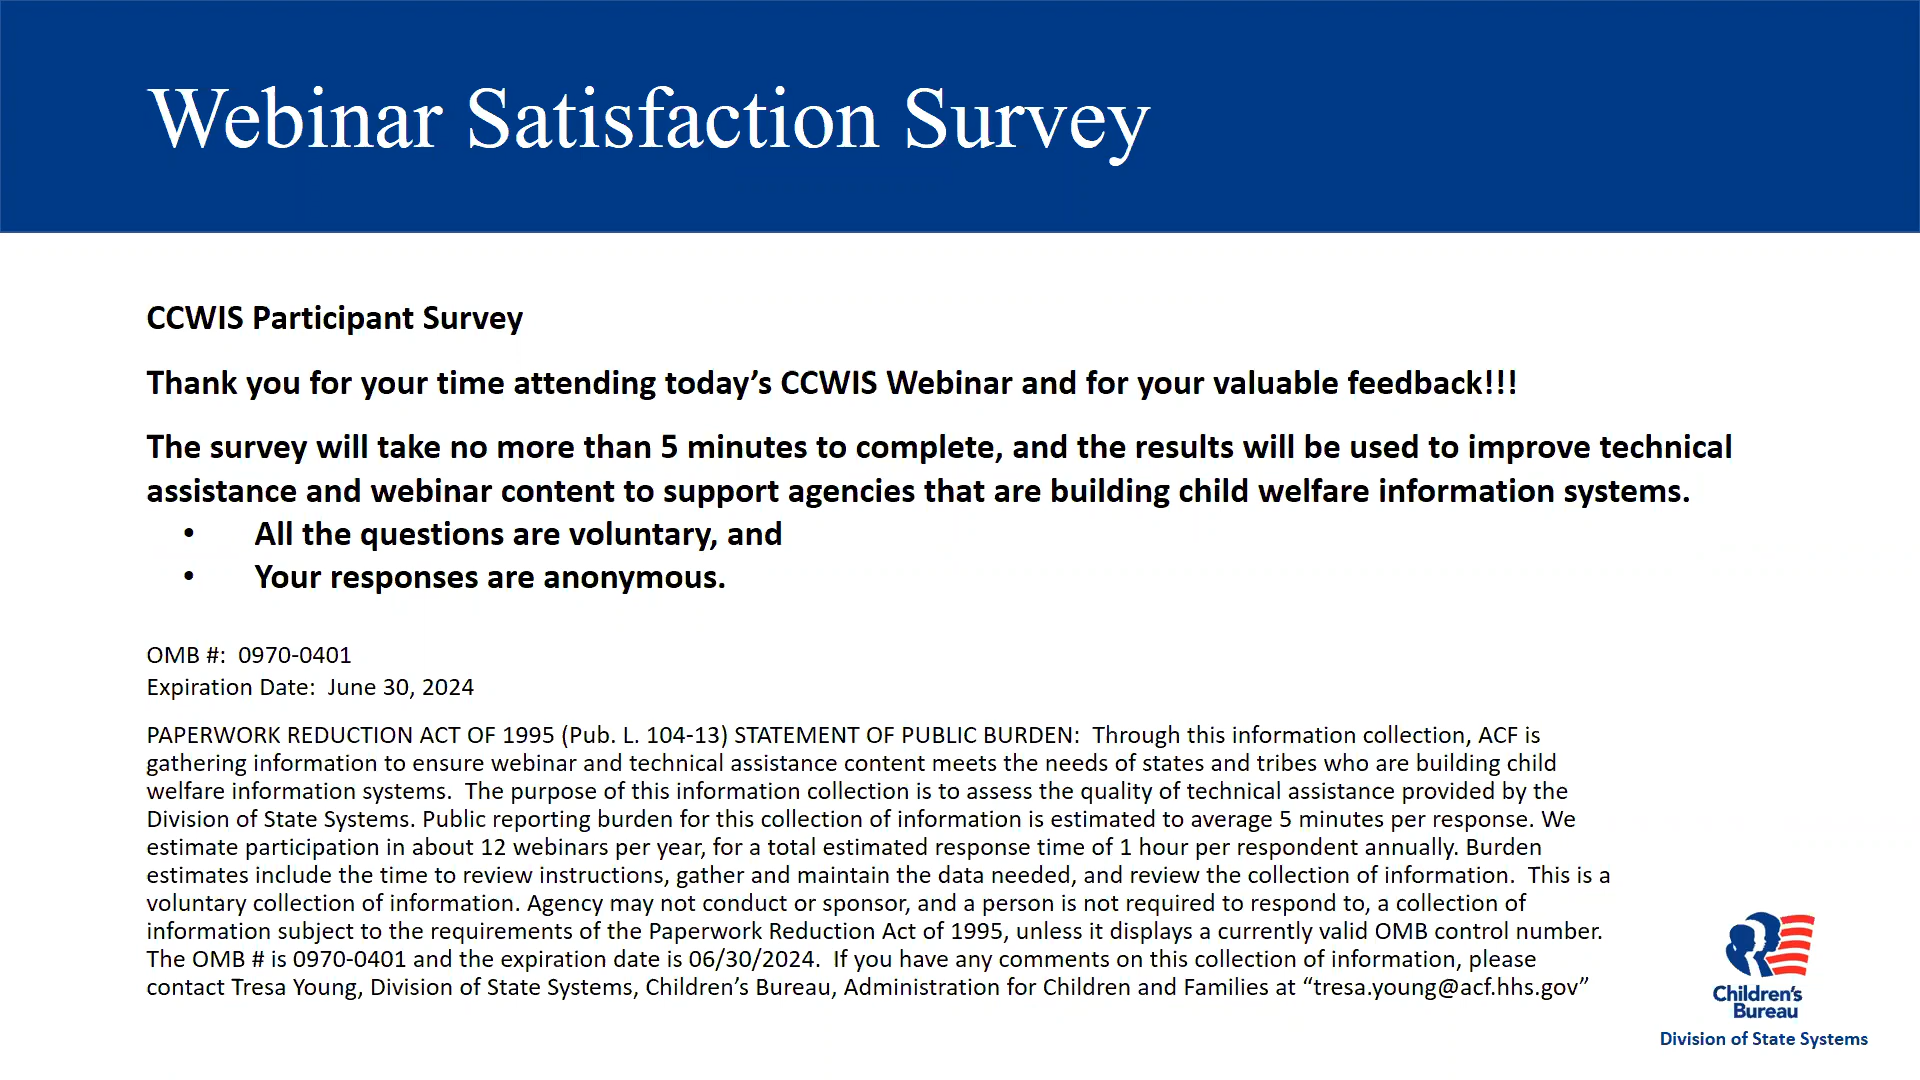 Webinar Satisfaction Survey
CCWIS Participant Survey
Thank you for your time attending today’s CCWIS Webinar and for your valuable feedback!!!
The survey will take no more than 5 minutes to complete, and the results will be used to improve technical
assistance and webinar content to support agencies that are building child welfare information systems.
• All the questions are voluntary, and
• Your responses are anonymous.
OMB #:  0970-0401
Expiration Date:  June 30, 2024
PAPERWORK REDUCTION ACT OF 1995 (Pub. L. 104-13) STATEMENT OF PUBLIC BURDEN:  Through this information collection, ACF is
gathering information to ensure webinar and technical assistance content meets the needs of states and tribes who are building child
welfare information systems.  The purpose of this information collection is to assess the quality of technical assistance provided by the
Division of State Systems. Public reporting burden for this collection of information is estimated to average 5 minutes per response. We
estimate participation in about 12 webinars per year, for a total estimated response time of 1 hour per respondent annually. Burden
estimates include the time to review instructions, gather and maintain the data needed, and review the collection of information.  This is a
voluntary collection of information. Agency may not conduct or sponsor, and a person is not required to respond to, a collection of
information subject to the requirements of the Paperwork Reduction Act of 1995, unless it displays a currently valid OMB control number.
The OMB # is 0970-0401 and the expiration date is 06/30/2024.  If you have any comments on this collection of information, please
contact Tresa Young, Division of State Systems, Children’s Bureau, Administration for Children and Families at “tresa.young@acf.hhs.gov”
Children’s
Bureau
Division of State Systems